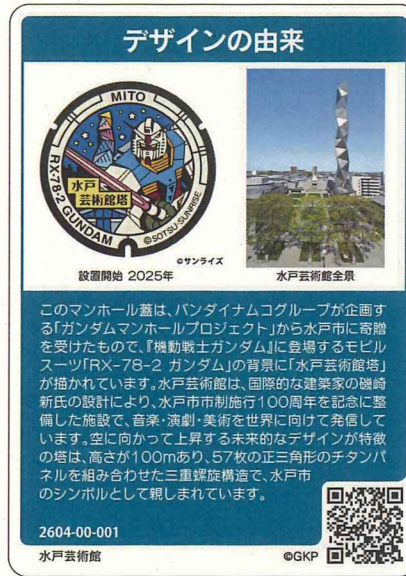 デザインの由来
MITO
水戸
芸術館塔
RX-78-2 GUNDAM
©SOTSU・SUNRISE
©サンライズ
設置開始 2025年
水戸芸術館全景
このマンホール蓋は、バンダイナムコグループが企画す
る「ガンダムマンホールプロジェクト」から水戸市に寄贈
を受けたもので、『機動戦士ガンダム』に登場するモビル
スーツ「RX-78-2 ガンダム」の背景に「水戸芸術館塔」
が描かれています。水戸芸術館は、国際的な建築家の磯崎
新氏の設計により、水戸市市制施行100周年を記念に整
備した施設で、音楽・演劇・美術を世界に向けて発信して
います。空に向かって上昇する未来的なデザインが特徴
の塔は、高さが100mあり、57枚の正三角形のチタンパ
ネルを組み合わせた三重螺旋構造で、水戸市
のシンボルとして親しまれています。
2604-00-001
水戸芸術館
©GKP